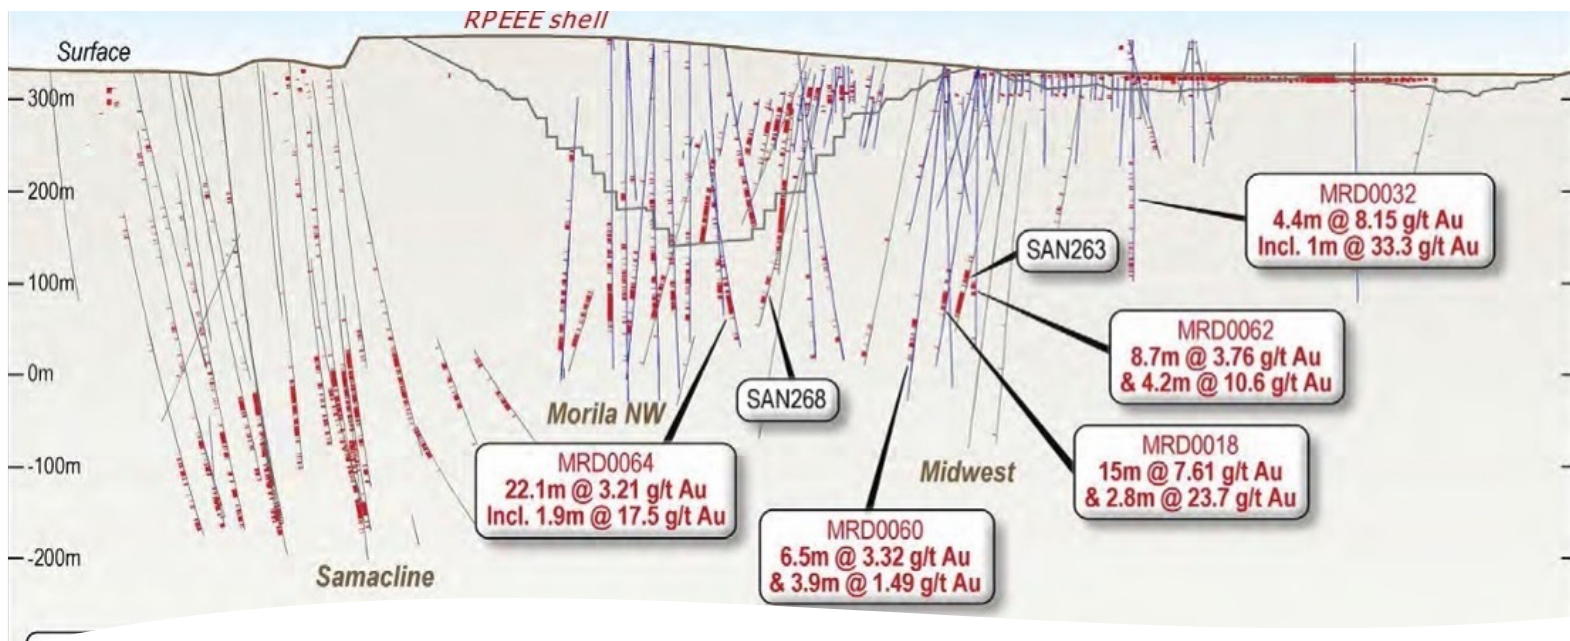 RPEEE shell
Surface
300m
200m
100m
0m
-100m
-200m
MRD0032
4.4m @ 8.15 g/t Au
Incl. 1m @ 33.3 g/t Au
SAN263
MRD0062
8.7m @ 3.76 g/t Au
& 4.2m @ 10.6 g/t Au
SAN268
Morila NW
MRD0064
22.1m @ 3.21 g/t Au
Incl. 1.9m @ 17.5 g/t Au
Midwest
MRD0018
15m @ 7.61 g/t Au
& 2.8m @ 23.7 g/t Au
MRD0060
6.5m @ 3.32 g/t Au
& 3.9m @ 1.49 g/t Au
Samacline